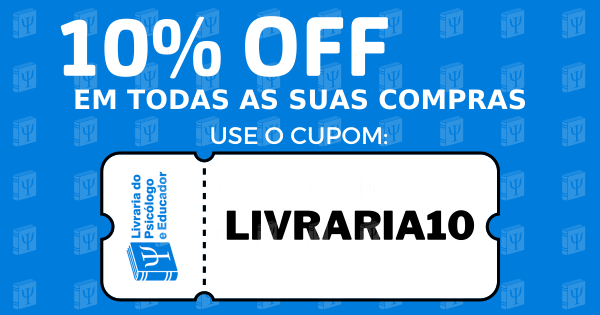 10% OFF
EM TODAS AS SUAS COMPRAS
USE O CUPOM:
Livraria do
Psicólogo
e Educador
LIVRARIA10